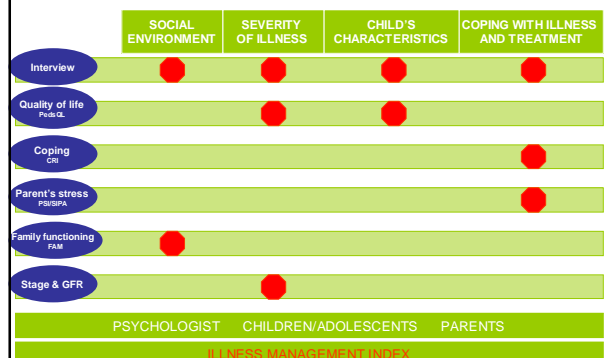 SOCIAL
ENVIRONMENT
SEVERITY
OF ILLNESS
CHILD'S
CHARACTERISTICS
COPING WITH ILLNESS
AND TREATMENT
Interview
Quality of life
PedsQL
Coping
CRI
Parent's stress
PSI/SIPA
Family functioning
FAM
Stage & GFR
PSYCHOLOGIST CHILDREN/ADOLESCENTS PARENTS
ILLNESS MANAGEMENT INDEX